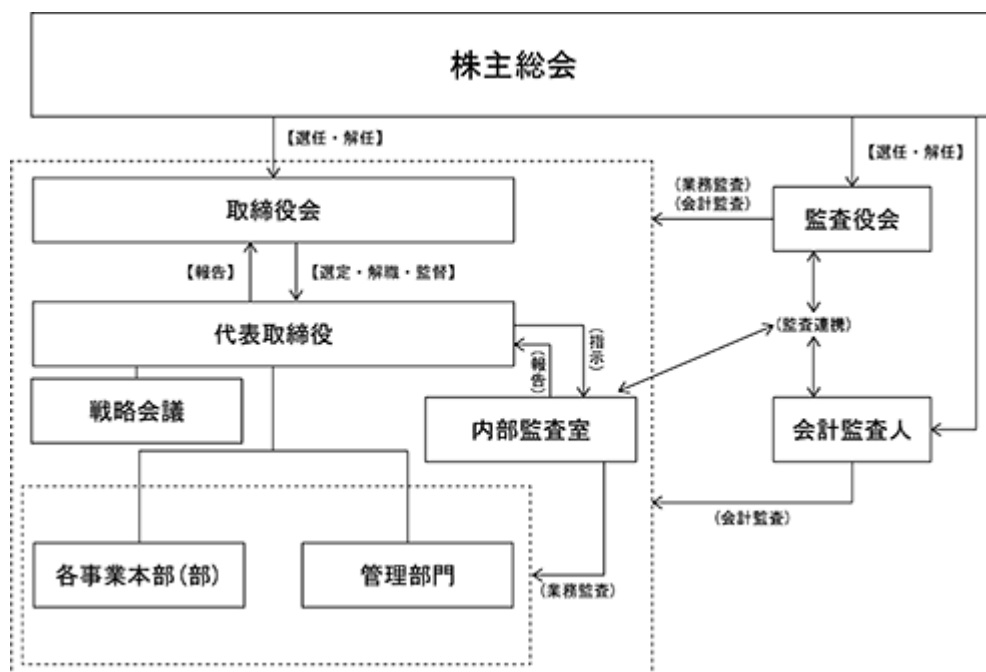 株主総会
【選任・解任】
【選任・解任】
取締役会
(業務監査)
(会計監査)
監査役会
【報告】
【選定・解職・監督】
代表取締役
(指示)
(報告)
(監査連携)
戦略会議
内部監査室
会計監査人
(会計監査)
各事業本部(部)
管理部門
(業務監査)